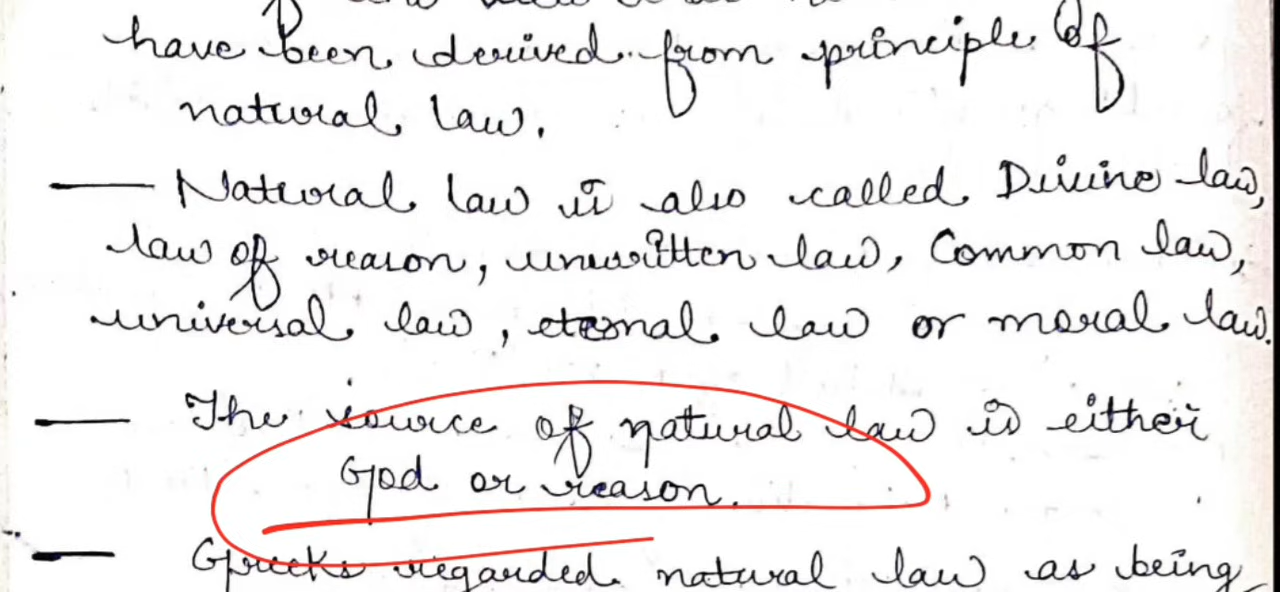 have been derived from principle of
natural law.
— Natural law is also called Divine law,
law of reason, unwritten law, Common law,
universal law, eternal law or moral law.
— The source of natural law is either
God or reason.
— Greeks regarded natural law as being